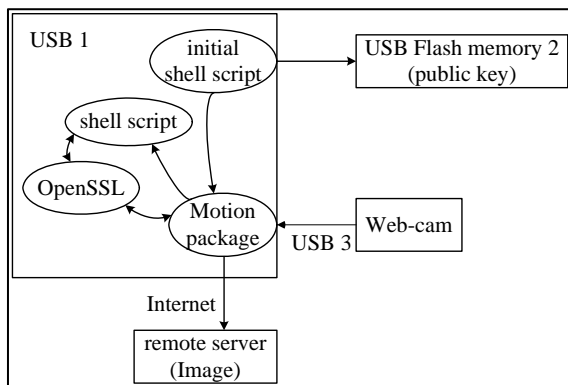 USB 1
initial
shell script
USB Flash memory 2
(public key)
shell script
OpenSSL
Motion
package
USB 3
Web-cam
Internet
remote server
(Image)